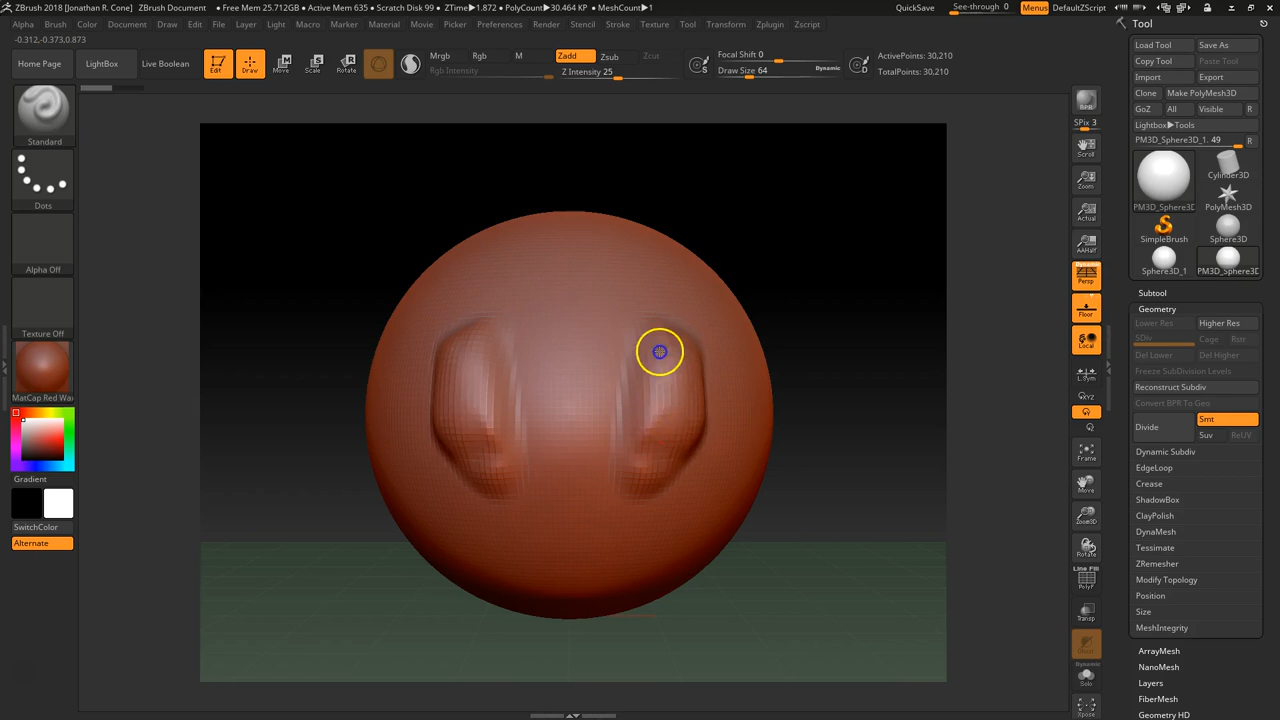 ZBrush 2018 [Jonathan R. Cone] ZBrush Document • Free Mem 25.712GB • Active Mem 635 • Scratch Disk 99 • ZTime▶1.872 • PolyCount▶30.464 KP • MeshCount▶1 QuickSave See-through 0 Menus DefaultZScript
Alpha Brush Color Document Draw Edit File Layer Light Macro Marker Material Movie Picker Preferences Render Stencil Stroke Texture Tool Transform Zplugin Zscript
-0.312,-0.373,0.873
Home Page LightBox Live Boolean Edit Draw Move Scale Rotate
Mrgb Rgb M Zadd Zsub Zcut
Rgb Intensity Z Intensity 25
S Focal Shift 0
Draw Size 64 Dynamic
D ActivePoints: 30,210
TotalPoints: 30,210
Standard
Dots
Alpha Off
Texture Off
MatCap Red Wax
Gradient
SwitchColor
Alternate
BPR
SPix 3
Scroll
Zoom
Actual
AAHalf
Dynamic
Persp
Floor
Local
L.Sym
XYZ
Y
Z
Frame
Move
Zoom3D
Rotate
Line Fill
PolyF
Transp
Ghost
Dynamic
Solo
Xpose
Tool
Load Tool Save As
Copy Tool Paste Tool
Import Export
Clone Make PolyMesh3D
GoZ All Visible R
Lightbox▶Tools
PM3D_Sphere3D_1. 49 R
PM3D_Sphere3D Cylinder3D
PolyMesh3D
SimpleBrush Sphere3D
Sphere3D_1 PM3D_Sphere3D
Subtool
Geometry
Lower Res Higher Res
SDiv Cage Rstr
Del Lower Del Higher
Freeze SubDivision Levels
Reconstruct Subdiv
Convert BPR To Geo
Divide Smt
Suv ReUV
Dynamic Subdiv
EdgeLoop
Crease
ShadowBox
ClayPolish
DynaMesh
Tessimate
ZRemesher
Modify Topology
Position
Size
MeshIntegrity
ArrayMesh
NanoMesh
Layers
FiberMesh
Geometry HD